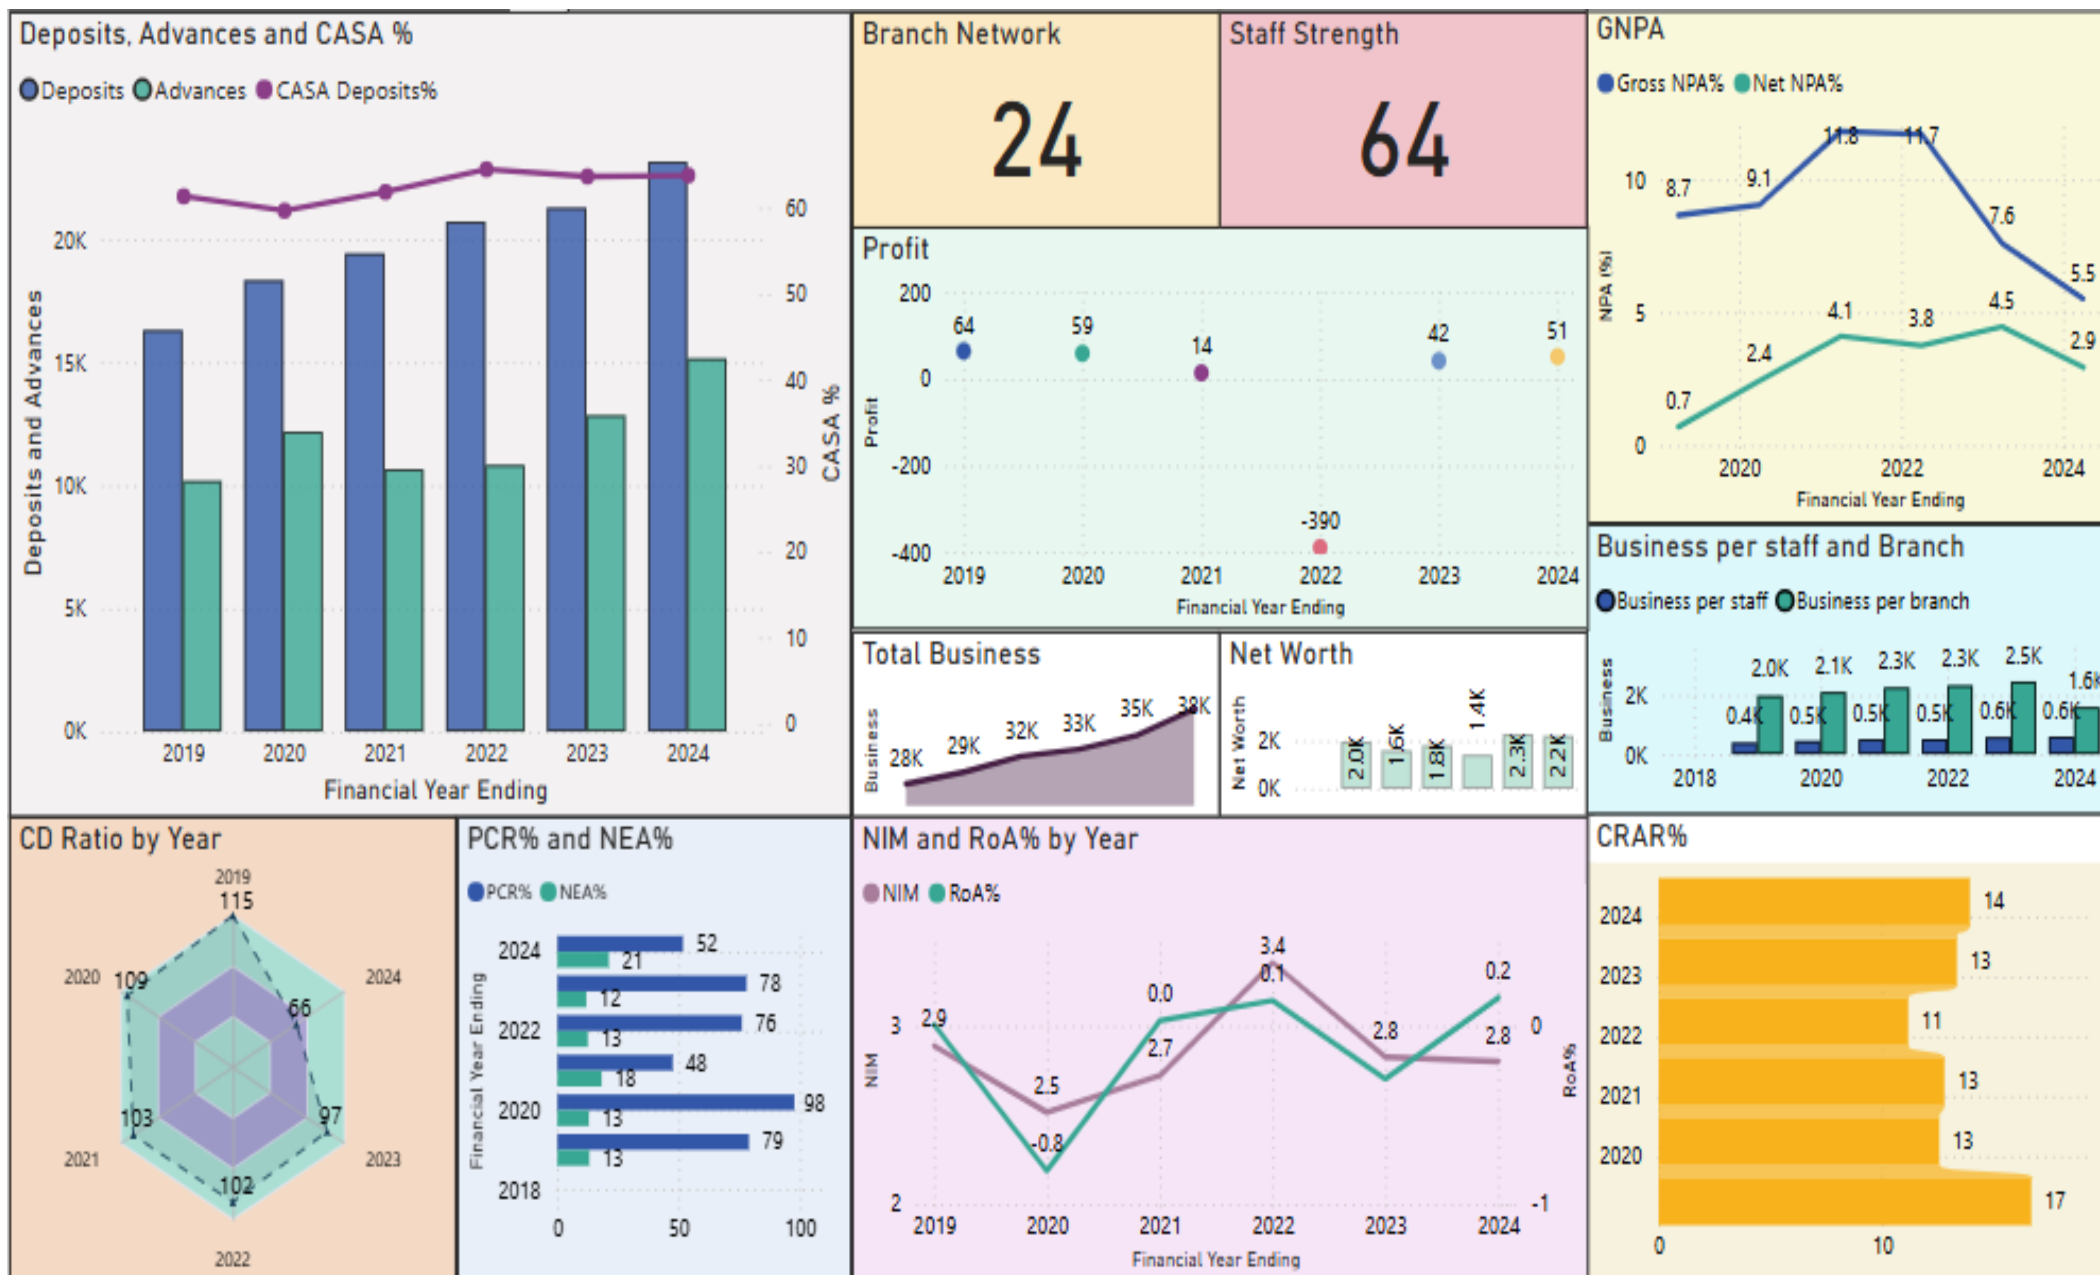 Deposits, Advances and CASA %
Deposits Advances CASA Deposits%
Deposits and Advances
20K
15K
10K
5K
0K
60
50
40
30
20
10
0
CASA %
2019 2020 2021 2022 2023 2024
Financial Year Ending
Branch Network
24
Staff Strength
64
Profit
Profit
200
0
-200
-400
64 59 14 -390 42 51
2019 2020 2021 2022 2023 2024
Financial Year Ending
GNPA
Gross NPA% Net NPA%
NPA (%)
10
5
0
8.7 9.1 11.8 11.7 7.6 5.5
0.7 2.4 4.1 3.8 4.5 2.9
2020 2022 2024
Financial Year Ending
Total Business
Business
28K 29K 32K 33K 35K 38K
Net Worth
Net Worth
2K
0K
2.0K 1.6K 1.8K 1.4K 2.3K 2.2K
Business per staff and Branch
Business per staff Business per branch
Business
2K
0K
2.0K 2.1K 2.3K 2.3K 2.5K 1.6K
0.4K 0.5K 0.5K 0.5K 0.6K 0.6K
2018 2020 2022 2024
CD Ratio by Year
2019
115
2020 109
66 2024
2021 103
97 2023
102
2022
PCR% and NEA%
PCR% NEA%
Financial Year Ending
2024
2022
2020
2018
52
21
78
12
76
13
48
18
98
13
79
13
0 50 100
NIM and RoA% by Year
NIM RoA%
NIM
3
2
2.9 2.5 2.7 3.4 2.8 2.8
-0.8 0.0 0.1 0.2
0
-1
RoA%
2019 2020 2021 2022 2023 2024
Financial Year Ending
CRAR%
2024 14
2023 13
2022 11
2021 13
2020 13
17
0 10